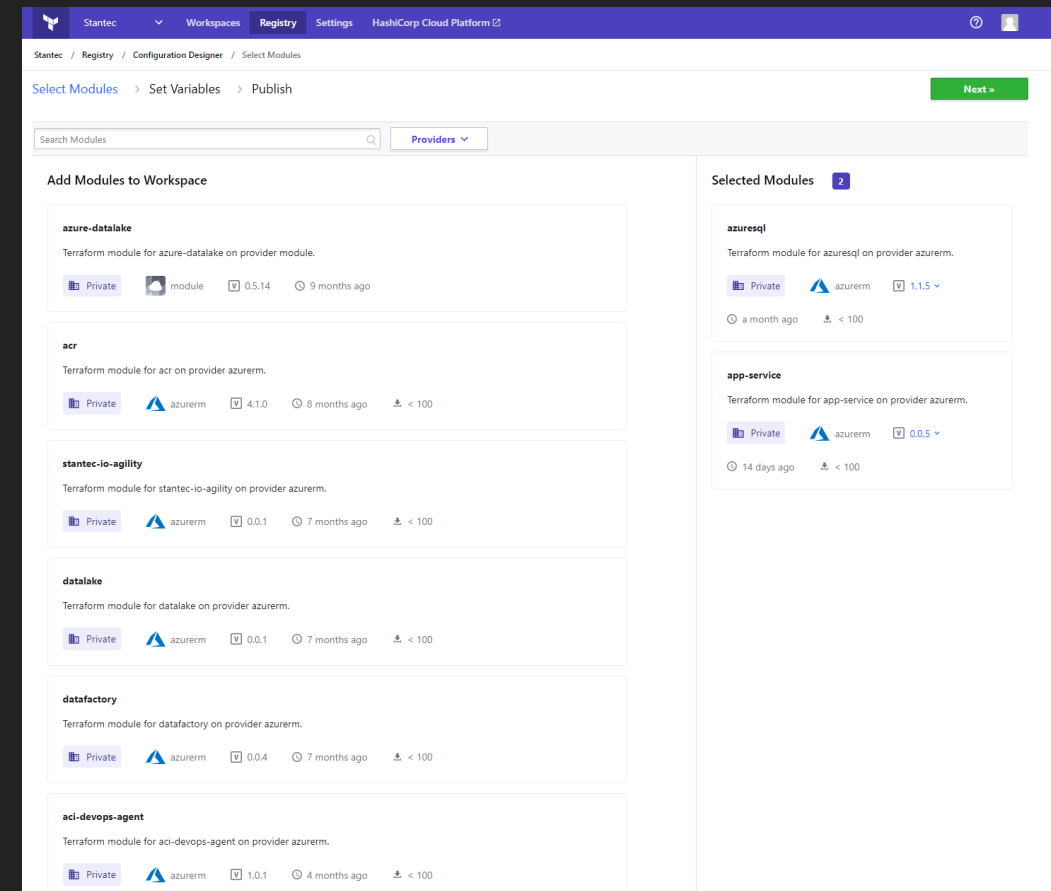 Stantec Workspaces Registry Settings HashiCorp Cloud Platform
Stantec / Registry / Configuration Designer / Select Modules
Select Modules > Set Variables > Publish
Next »
Search Modules
Providers
Add Modules to Workspace
azure-datalake
Terraform module for azure-datalake on provider module.
Private module V 0.5.14 9 months ago
acr
Terraform module for acr on provider azurerm.
Private azurerm V 4.1.0 8 months ago < 100
stantec-io-agility
Terraform module for stantec-io-agility on provider azurerm.
Private azurerm V 0.0.1 7 months ago < 100
datalake
Terraform module for datalake on provider azurerm.
Private azurerm V 0.0.1 7 months ago < 100
datafactory
Terraform module for datafactory on provider azurerm.
Private azurerm V 0.0.4 7 months ago < 100
aci-devops-agent
Terraform module for aci-devops-agent on provider azurerm.
Private azurerm V 1.0.1 4 months ago < 100
Selected Modules 2
azuresql
Terraform module for azuresql on provider azurerm.
Private azurerm V 1.1.5
a month ago < 100
app-service
Terraform module for app-service on provider azurerm.
Private azurerm V 0.0.5
14 days ago < 100